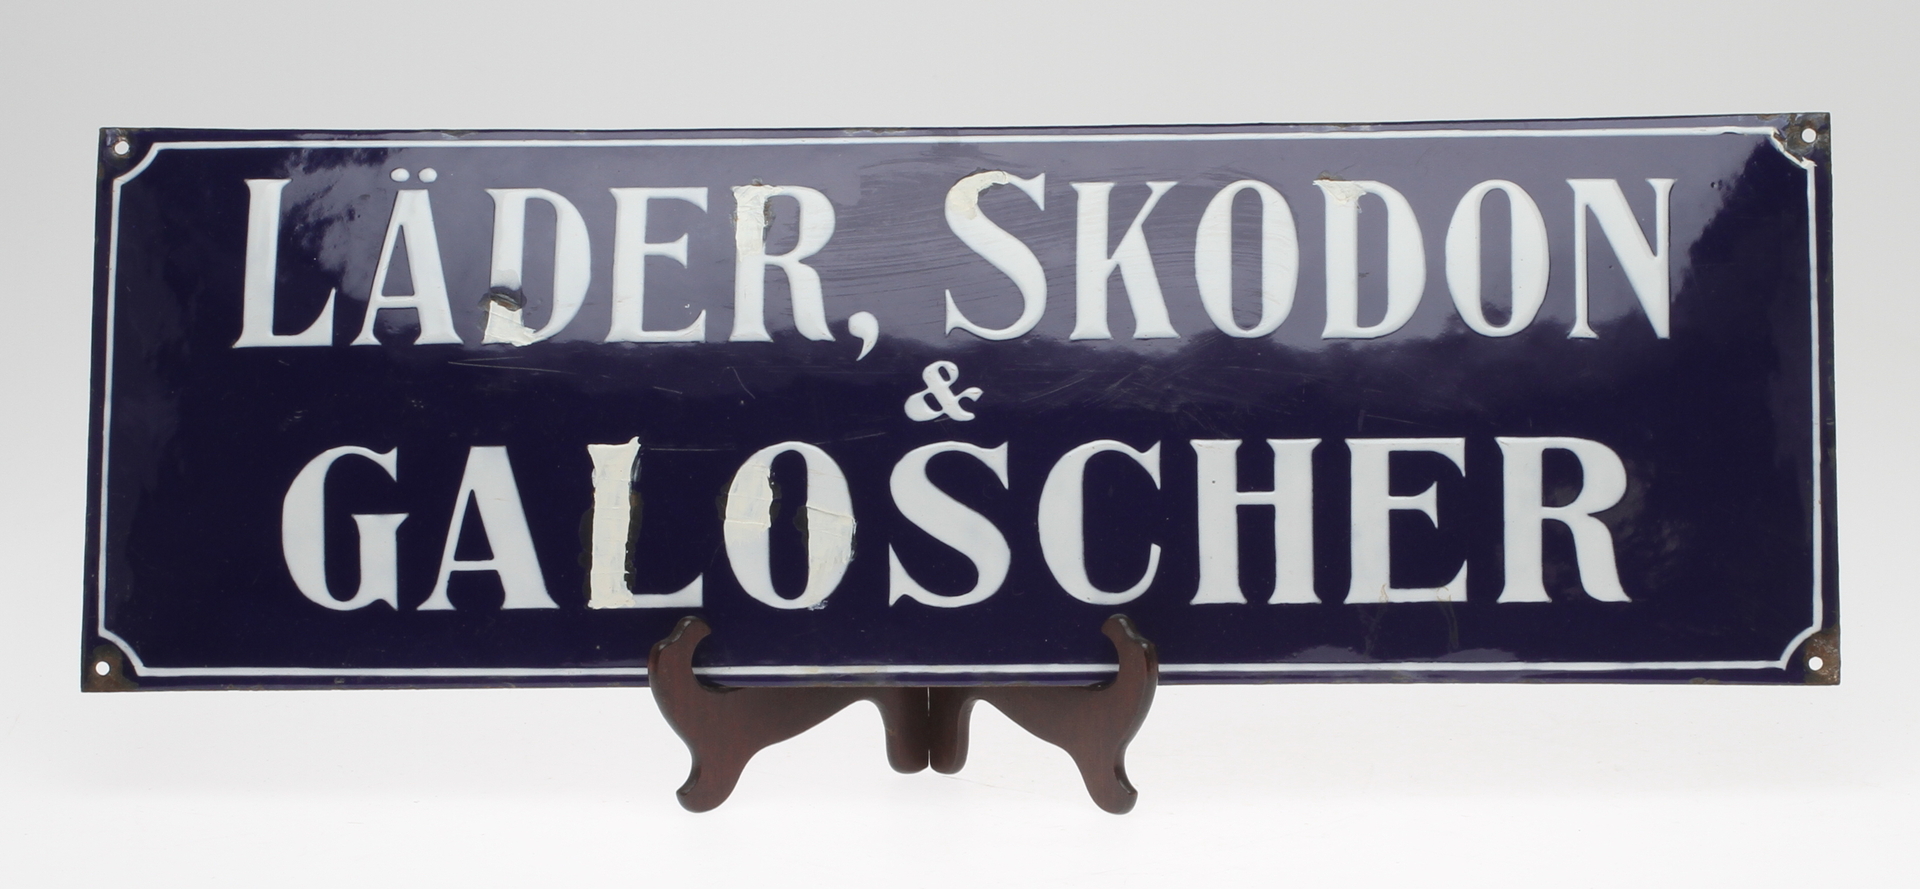 LÄDER, SKODON
&
GALOSCHER